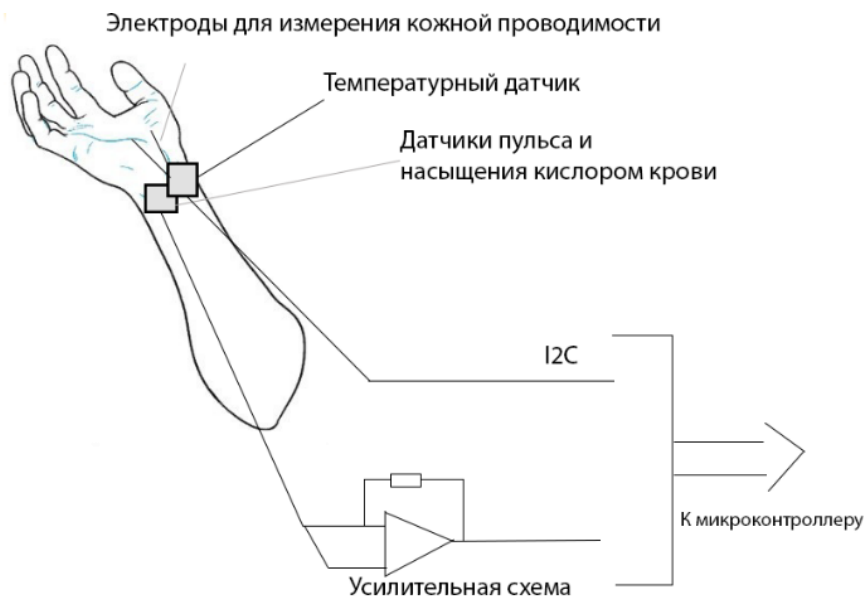 Электроды для измерения кожной проводимости
Температурный датчик
Датчики пульса и
насыщения кислором крови
I2C
К микроконтроллеру
Усилительная схема